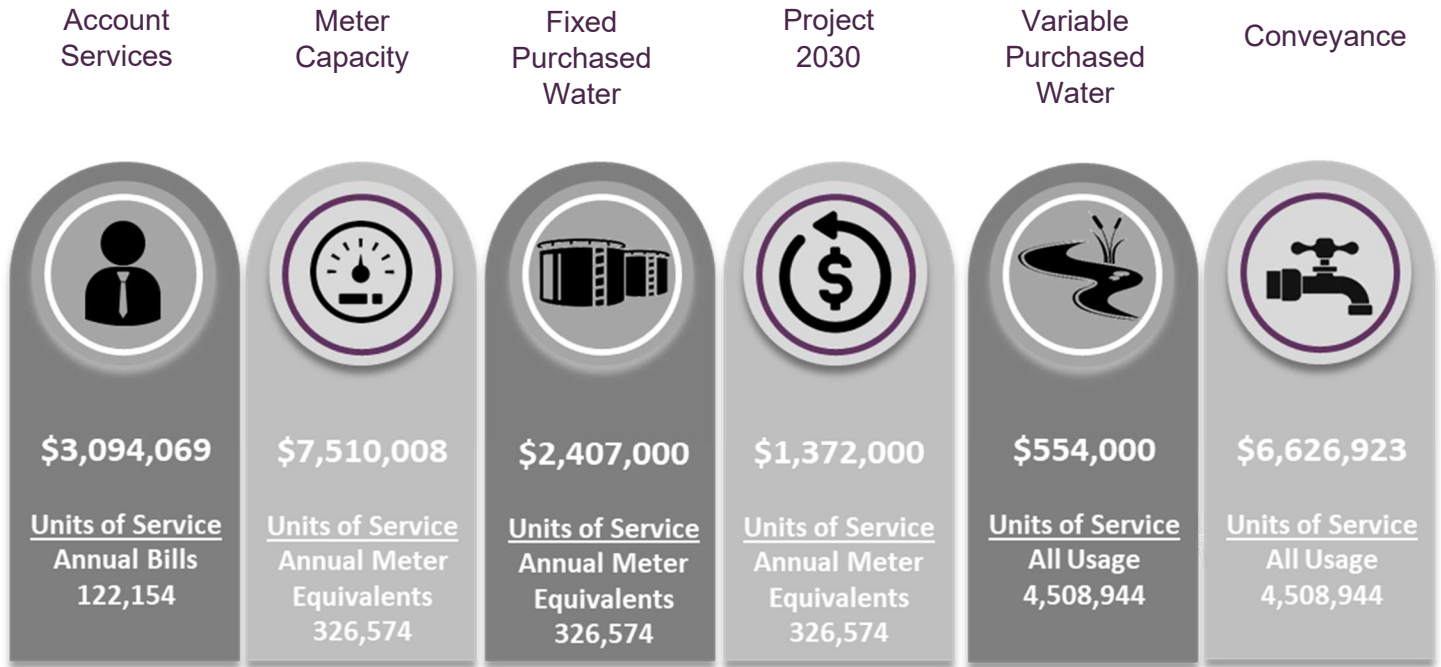 Account
Services
Meter
Capacity
Fixed
Purchased
Water
Project
2030
Variable
Purchased
Water
Conveyance
$3,094,069
Units of Service
Annual Bills
122,154
$7,510,008
Units of Service
Annual Meter
Equivalents
326,574
$2,407,000
Units of Service
Annual Meter
Equivalents
326,574
$1,372,000
Units of Service
Annual Meter
Equivalents
326,574
$554,000
Units of Service
All Usage
4,508,944
$6,626,923
Units of Service
All Usage
4,508,944